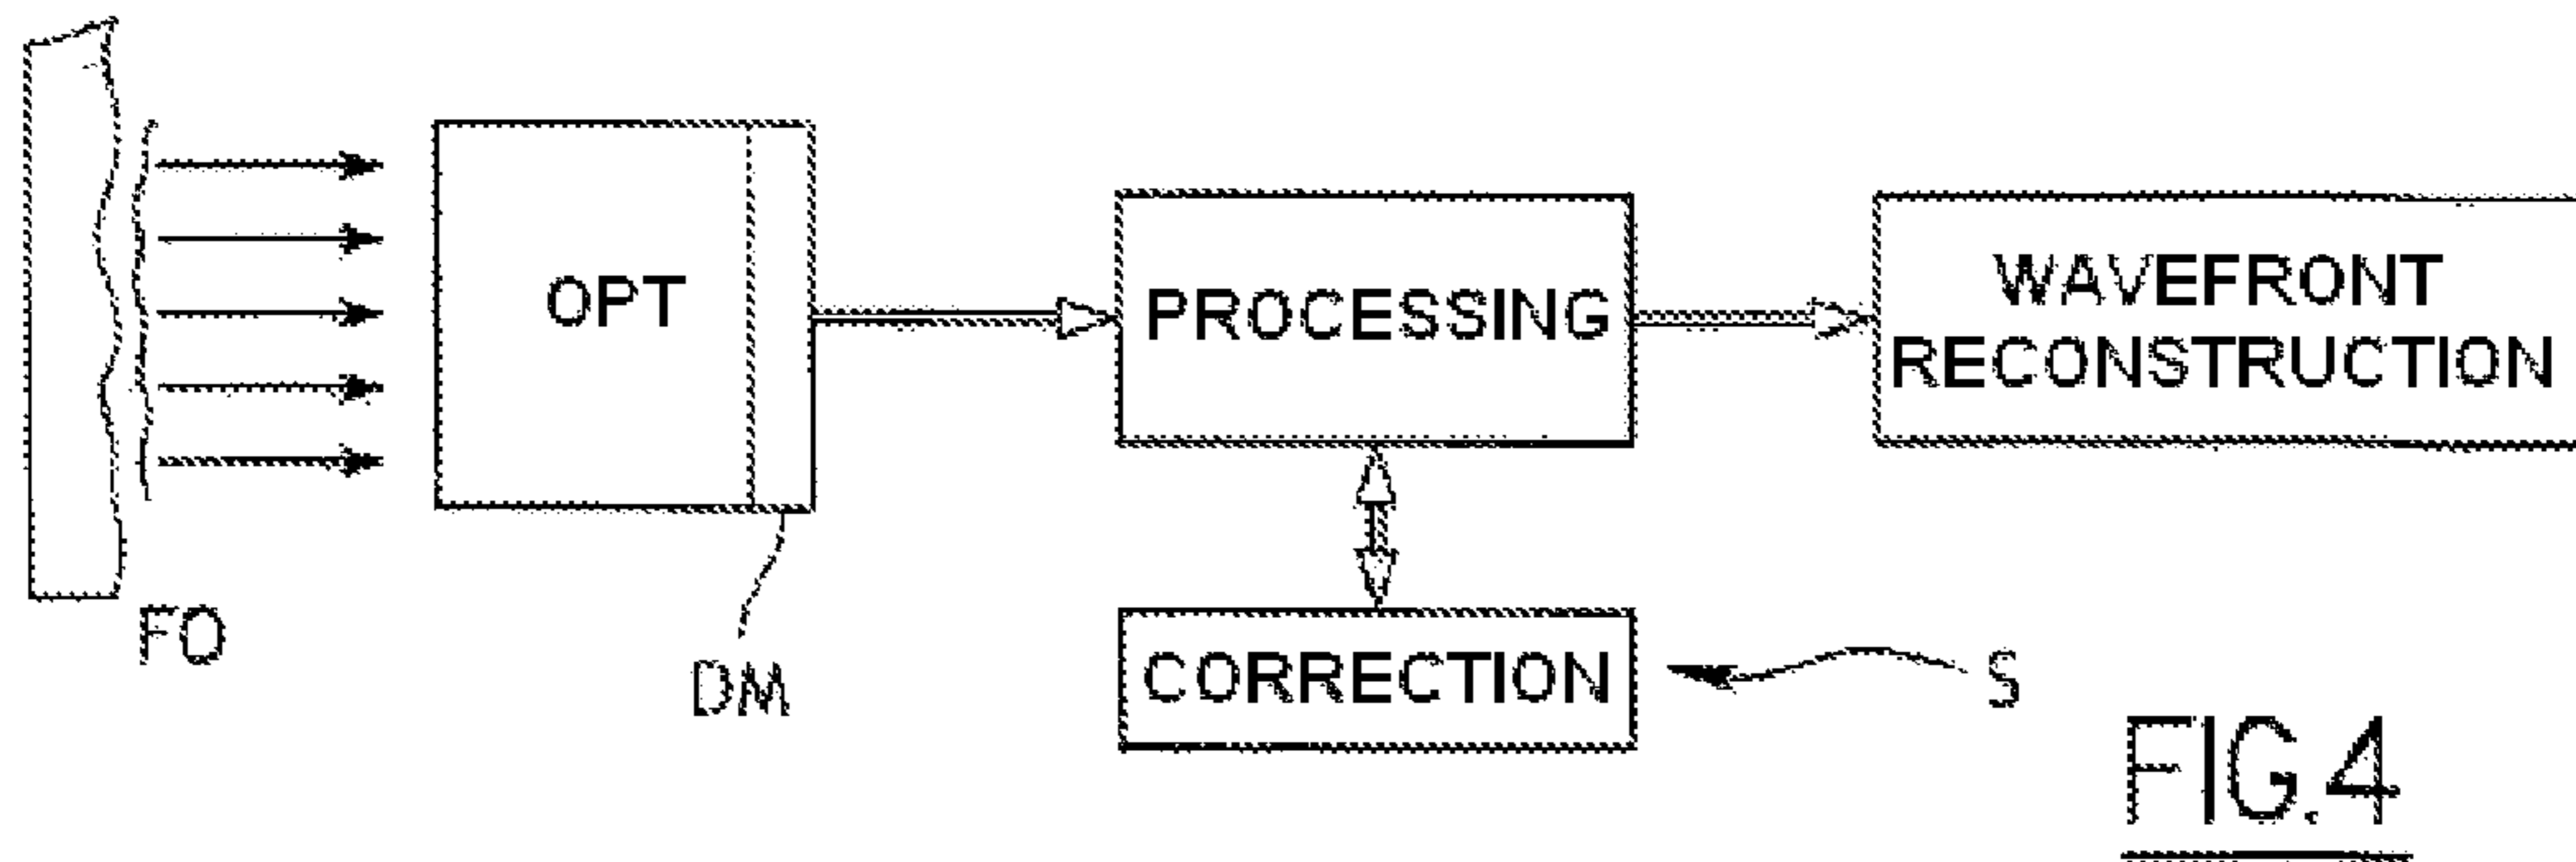 OPT
PROCESSING
WAVEFRONT
RECONSTRUCTION
FO
DM
CORRECTION
S
FIG.4